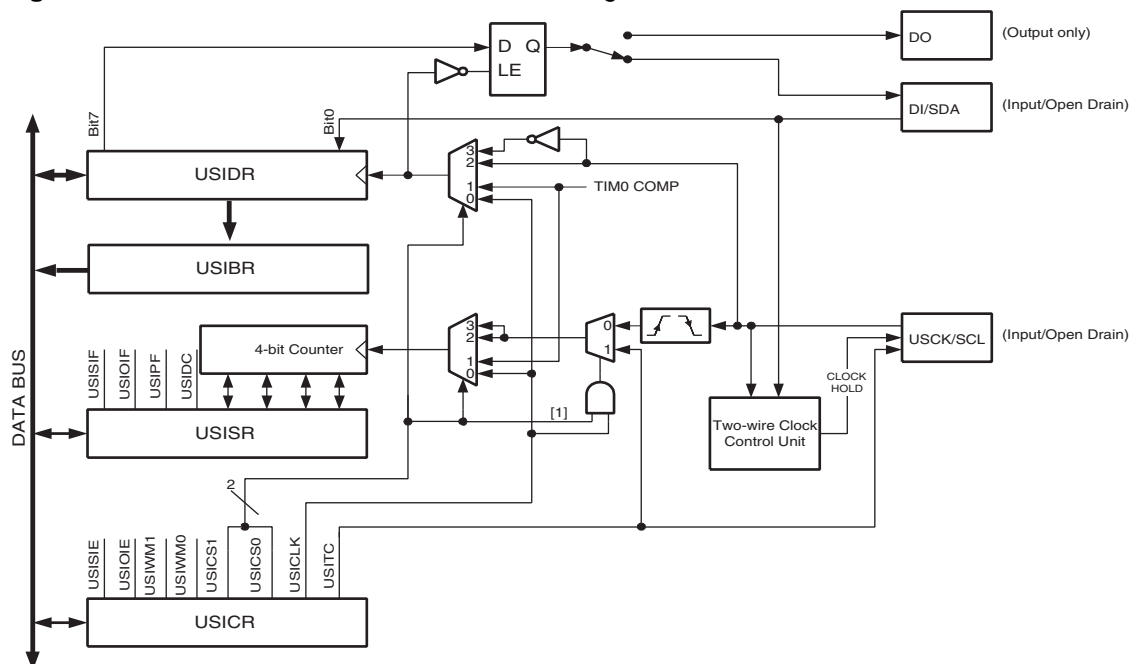 D Q
LE
DO
(Output only)
DI/SDA
(Input/Open Drain)
Bit7
Bit0
USIDR
3
2
1
0
TIM0 COMP
USIBR
DATA BUS
4-bit Counter
USISIF
USIOIF
USIPF
USIDC
USISR
3
2
1
0
0
1
[1]
USCK/SCL
(Input/Open Drain)
CLOCK
HOLD
Two-wire Clock
Control Unit
2
USISIE
USIOIE
USIWM1
USIWM0
USICS1
USICS0
USICLK
USITC
USICR